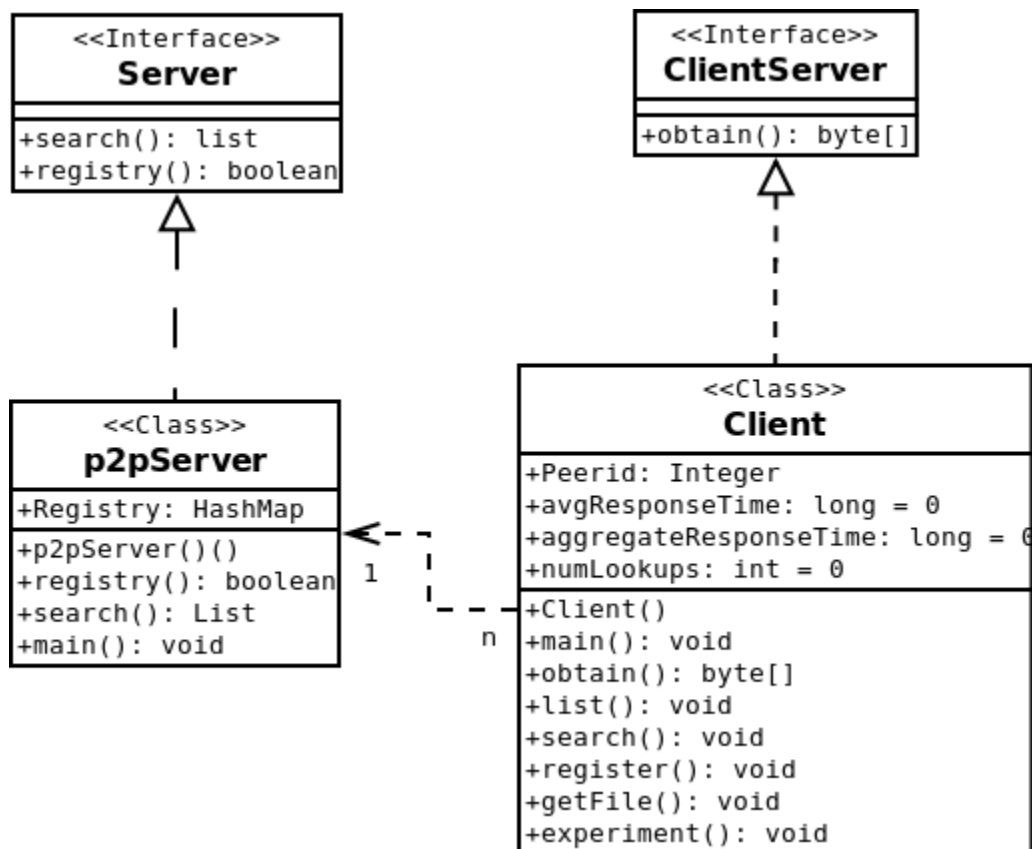 <<Interface>>
Server
+search(): list
+registry(): boolean
<<Interface>>
ClientServer
+obtain(): byte[]
<<Class>>
p2pServer
+Registry: HashMap
+p2pServer()()
+registry(): boolean
+search(): List
+main(): void
1
n
<<Class>>
Client
+Peerid: Integer
+avgResponseTime: long = 0
+aggregateResponseTime: long = 0
+numLookups: int = 0
+Client()
+main(): void
+obtain(): byte[]
+list(): void
+search(): void
+register(): void
+getFile(): void
+experiment(): void